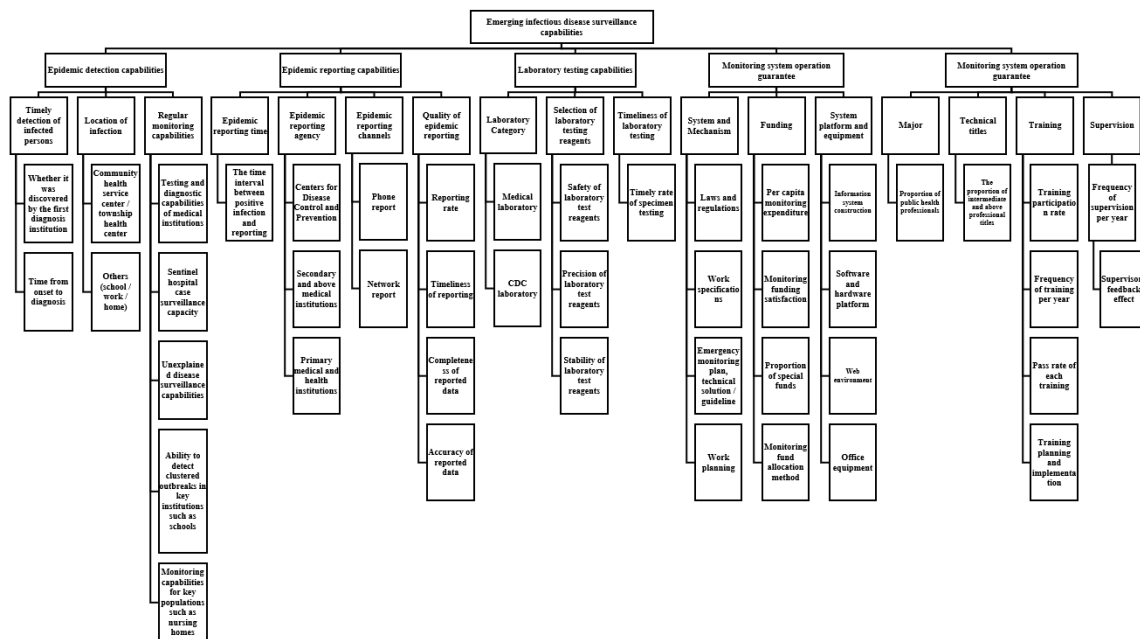 Emerging infectious disease surveillance
capabilities
Epidemic detection capabilities
Epidemic reporting capabilities
Laboratory testing capabilities
Monitoring system operation
guarantee
Monitoring system operation
guarantee
Timely
detection of
infected
persons
Location of
infection
Regular
monitoring
capabilities
Epidemic
reporting time
Epidemic
reporting
agency
Epidemic
reporting
channels
Quality of
epidemic
reporting
Laboratory
Category
Selection of
laboratory
testing
reagents
Timeliness of
laboratory
testing
System and
Mechanism
Funding
System
platform and
equipment
Major
Technical
titles
Training
Supervision
Whether it was
discovered by
the first
diagnosis
institution
Time from
onset to
diagnosis
Community
health service
center /
township
health
center
Others
(school /
work /
home)
Testing and
diagnostic
capabilities
of medical
institutions
Sentinel
hospital case
surveillance
capacity
Unexplaine
d disease
surveillance
capabilities
Ability to
detect
clustered
outbreaks in
key
institutions
such as
schools
Monitoring
capabilities
for key
populations
such as
nursing
homes
The time
interval
between
positive
infection
and
reporting
Centers for
Disease
Control and
Prevention
Secondary
and above
medical
institutions
Primary
medical and
health
institutions
Phone
report
Network
report
Reporting
rate
Timeliness
of reporting
Completene
ss of
reported
data
Accuracy of
reported
data
Medical
laboratory
CDC
laboratory
Safety of
laboratory
test
reagents
Precision of
laboratory
test
reagents
Stability of
laboratory
test
reagents
Timely
rate of
specimen
testing
Laws and
regulations
Work
specificatio
ns
Emergency
monitoring
plan,
technical
solution /
guideline
Work
planning
Per capita
monitoring
expenditure
Monitoring
funding
satisfaction
Proportion
of special
funds
Monitoring
fund
allocation
method
Information
system
construction
Software
and
hardware
platform
Web
environment
Office
equipment
Proportion of
public health
professionals
The
proportion of
intermediate
and above
professional
titles
Training
participatio
n rate
Frequency
of training
per year
Pass rate of
each
training
Training
planning
and
implementa
tion
Frequency
of
supervision
per year
Supervisor
feedback
effect